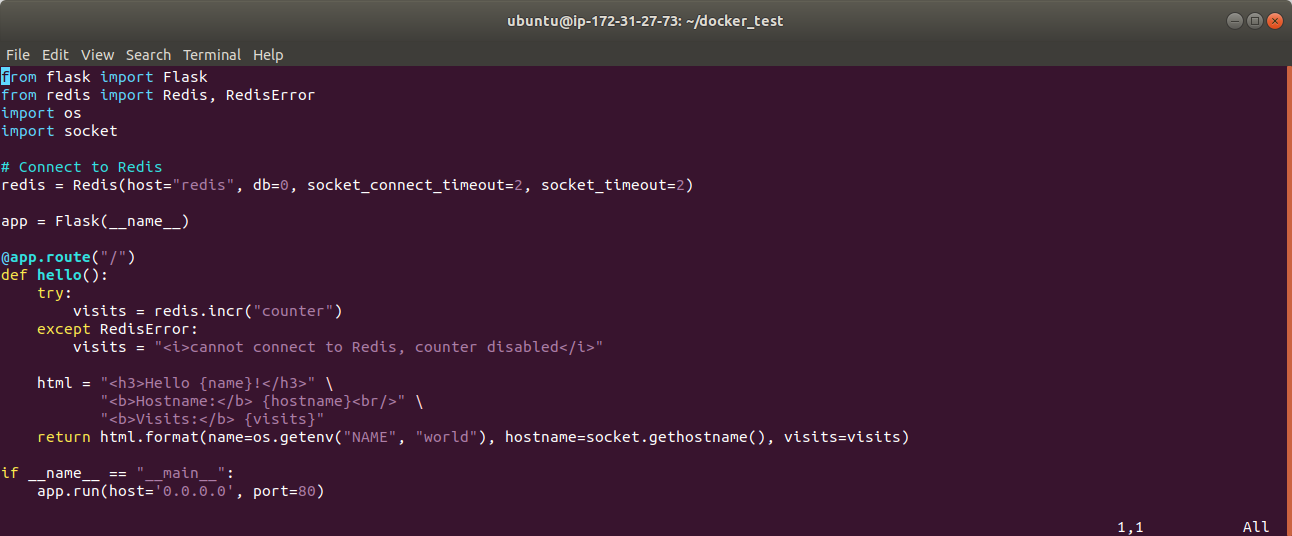 ubuntu@ip-172-31-27-73: ~/docker_test
File Edit View Search Terminal Help
from flask import Flask
from redis import Redis, RedisError
import os
import socket

# Connect to Redis
redis = Redis(host="redis", db=0, socket_connect_timeout=2, socket_timeout=2)

app = Flask(__name__)

@app.route("/")
def hello():
    try:
        visits = redis.incr("counter")
    except RedisError:
        visits = "<i>cannot connect to Redis, counter disabled</i>"

    html = "<h3>Hello {name}!</h3>" \
           "<b>Hostname:</b> {hostname}<br/>" \
           "<b>Visits:</b> {visits}"
    return html.format(name=os.getenv("NAME", "world"), hostname=socket.gethostname(), visits=visits)

if __name__ == "__main__":
    app.run(host='0.0.0.0', port=80)
1,1 All